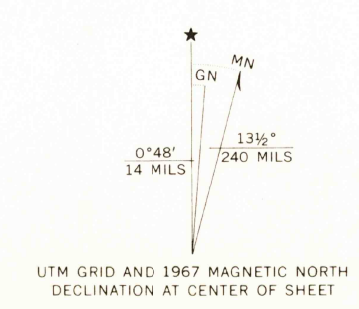 ★
MN
GN
0°48′
14 MILS
13½°
240 MILS
UTM GRID AND 1967 MAGNETIC NORTH
DECLINATION AT CENTER OF SHEET